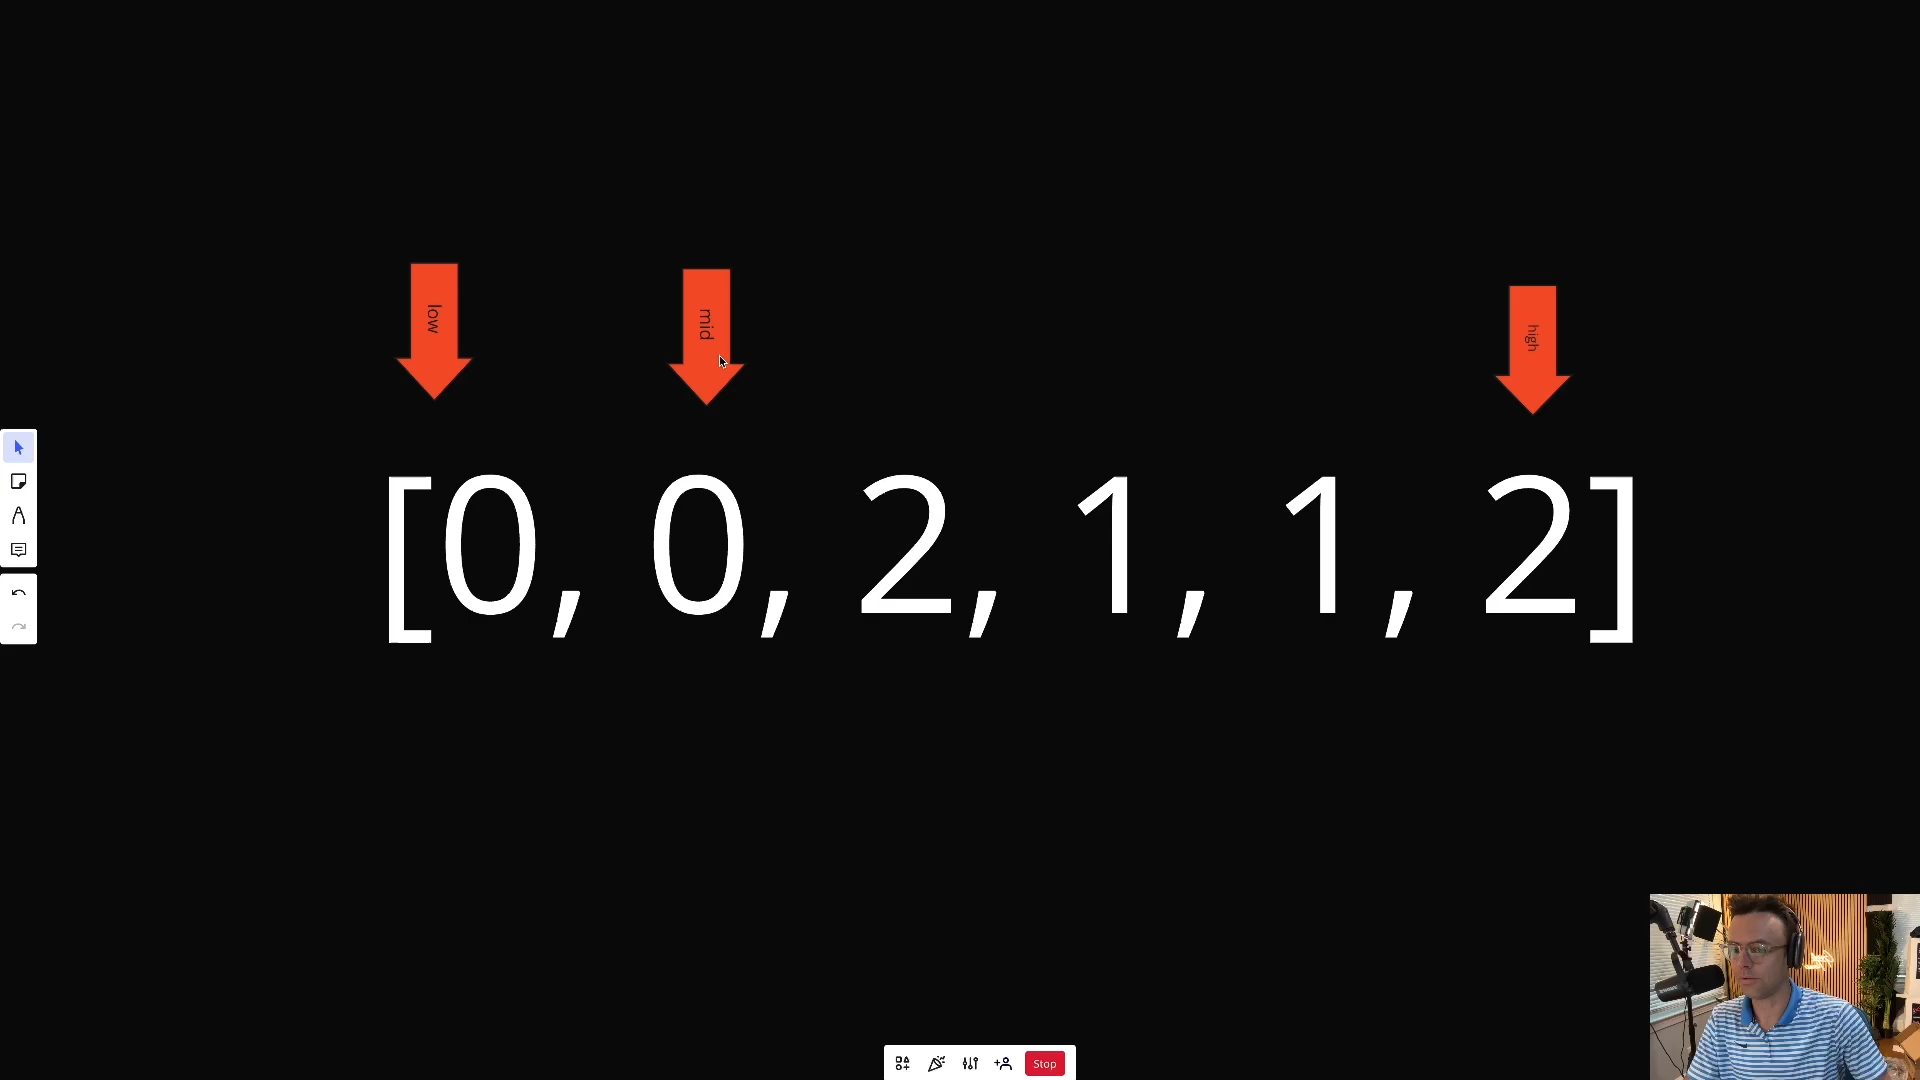 low
mid
high
[0, 0, 2, 1, 1, 2]
Stop